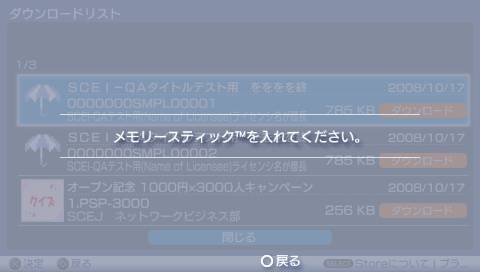 ダウンロードリスト
1/3
SCEI-QAタイトルテスト用 をををを終... 2008/10/17
0000000SMPL00001
SCEI-QAテスト用(Name of Licensee)ライセンシ名が最長 785 KB ダウンロード
メモリースティック™を入れてください。
SCEI 2008/10/17
0000000SMPL00002
SCEI-QAテスト用(Name of Licensee)ライセンシ名が最長 785 KB ダウンロード
クイズ
オープン記念 1000円×3000人キャンペーン 2008/10/17
1.PSP-3000
SCEJ ネットワークビジネス部 256 KB ダウンロード
閉じる
決定 戻る ○戻る SELECT Storeについて | プラ...